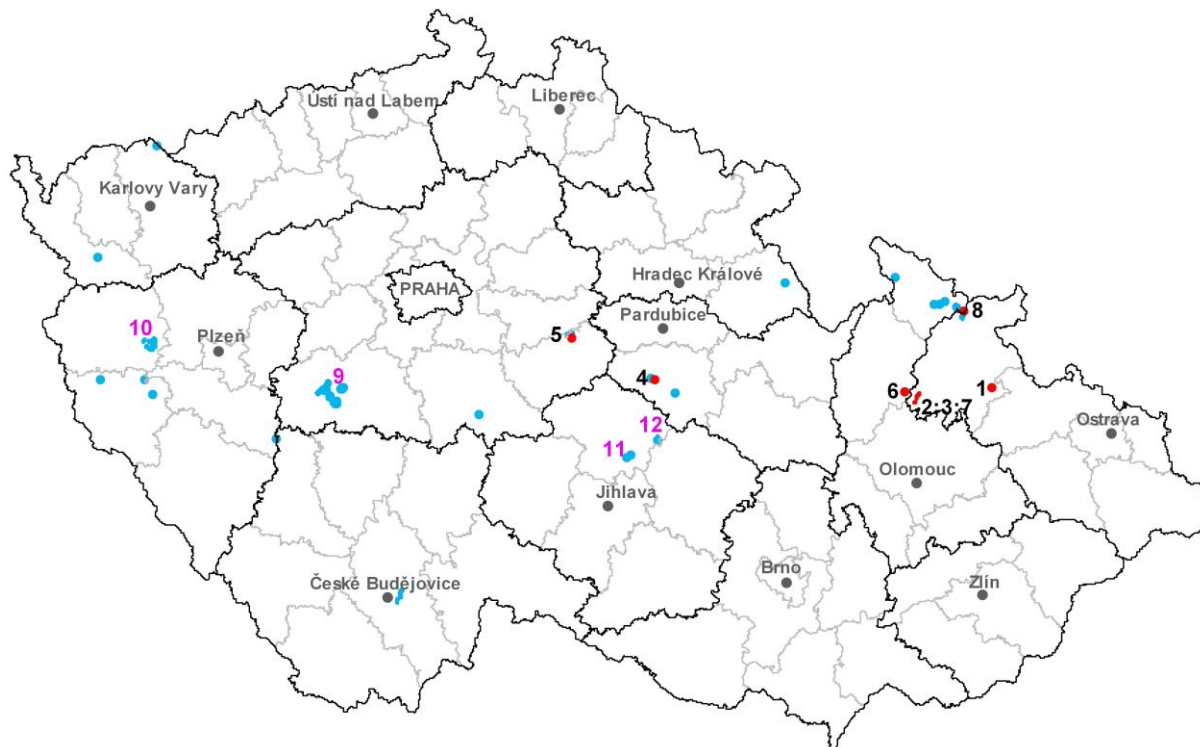 Ústí nad Labem
Liberec
Karlovy Vary
Hradec Králové
PRAHA
Pardubice
8
10
Plzeň
5
9
4
6
1
2;3;7
12
Ostrava
11
Olomouc
Jihlava
Brno
Zlín
České Budějovice